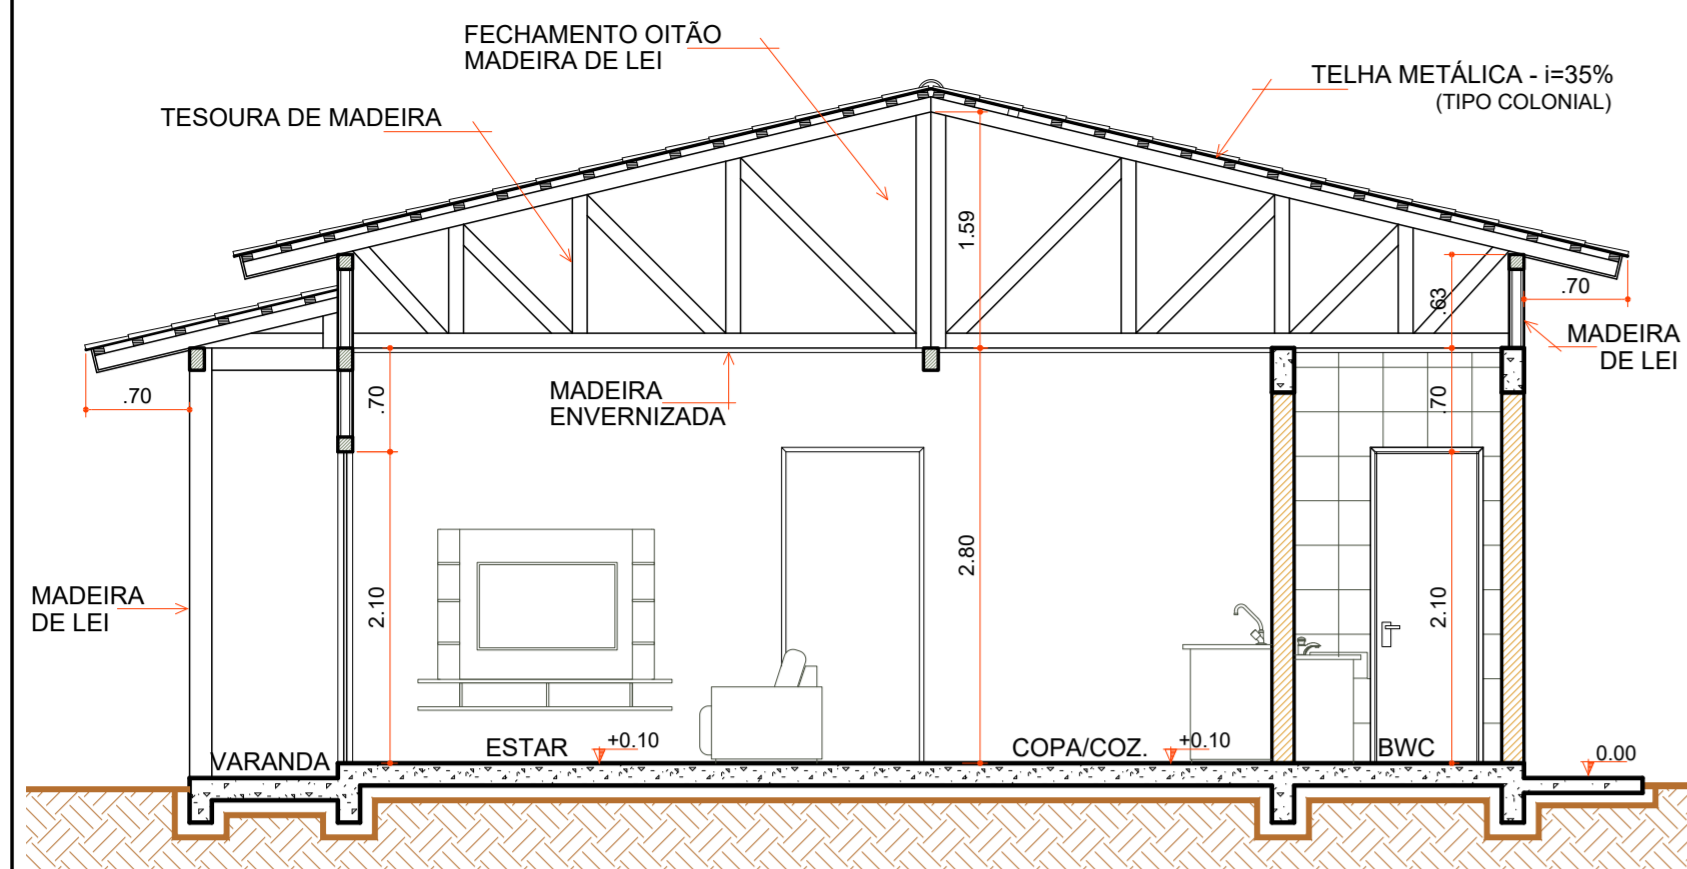 FECHAMENTO OITÃO
MADEIRA DE LEI
TELHA METÁLICA - i=35%
(TIPO COLONIAL)
TESOURA DE MADEIRA
1.59
.63
.70
MADEIRA
DE LEI
.70
.70
MADEIRA
ENVERNIZADA
.70
2.80
2.10
2.10
MADEIRA
DE LEI
VARANDA
ESTAR
+0.10
COPA/COZ.
+0.10
BWC
0.00